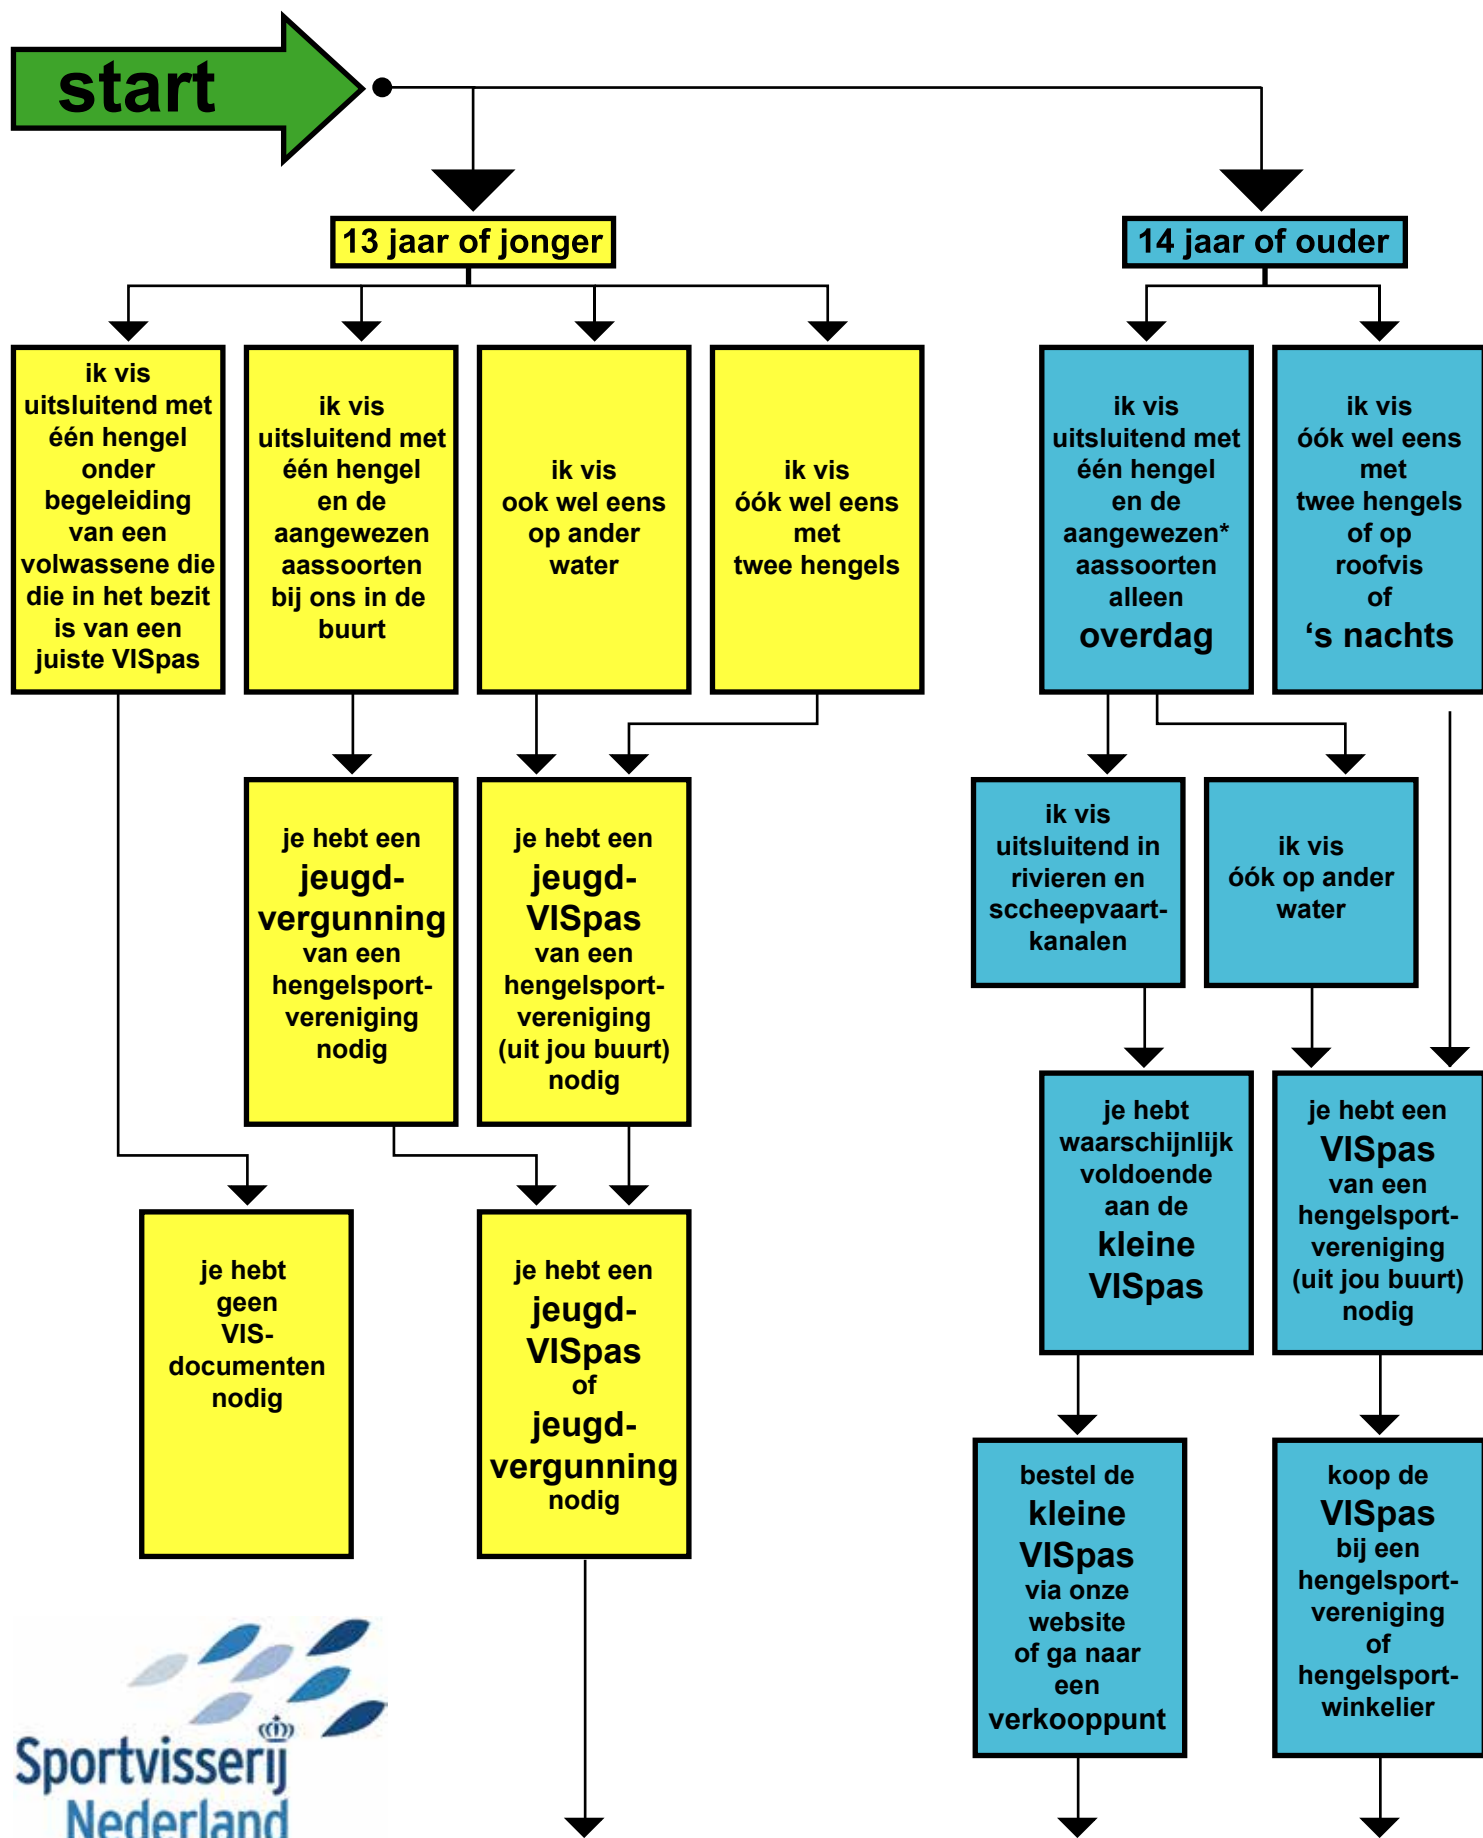 start
13 jaar of jonger
14 jaar of ouder
ik vis
uitsluitend met
één hengel
onder
begeleiding
van een
volwassene die
die in het bezit
is van een
juiste VISpas
ik vis
uitsluitend met
één hengel
en de
aangewezen
aassoorten
bij ons in de
buurt
ik vis
ook wel eens
op ander
water
ik vis
óók wel eens
met
twee hengels
ik vis
uitsluitend met
één hengel
en de
aangewezen*
aassoorten
alleen
overdag
ik vis
óók wel eens
met
twee hengels
of op
roofvis
of
‘s nachts
je hebt een
jeugd-
vergunning
van een
hengelsport-
vereniging
nodig
je hebt een
jeugd-
VISpas
van een
hengelsport-
vereniging
(uit jou buurt)
nodig
ik vis
uitsluitend in
rivieren en
sccheepvaart-
kanalen
ik vis
óók op ander
water
je hebt
waarschijnlijk
voldoende
aan de
kleine
VISpas
je hebt een
VISpas
van een
hengelsport-
vereniging
(uit jou buurt)
nodig
je hebt
geen
VIS-
documenten
nodig
je hebt een
jeugd-
VISpas
of
jeugd-
vergunning
nodig
bestel de
kleine
VISpas
via onze
website
of ga naar
een
verkooppunt
koop de
VISpas
bij een
hengelsport-
vereniging
of
hengelsport-
winkelier
Sportvisserij
Nederland